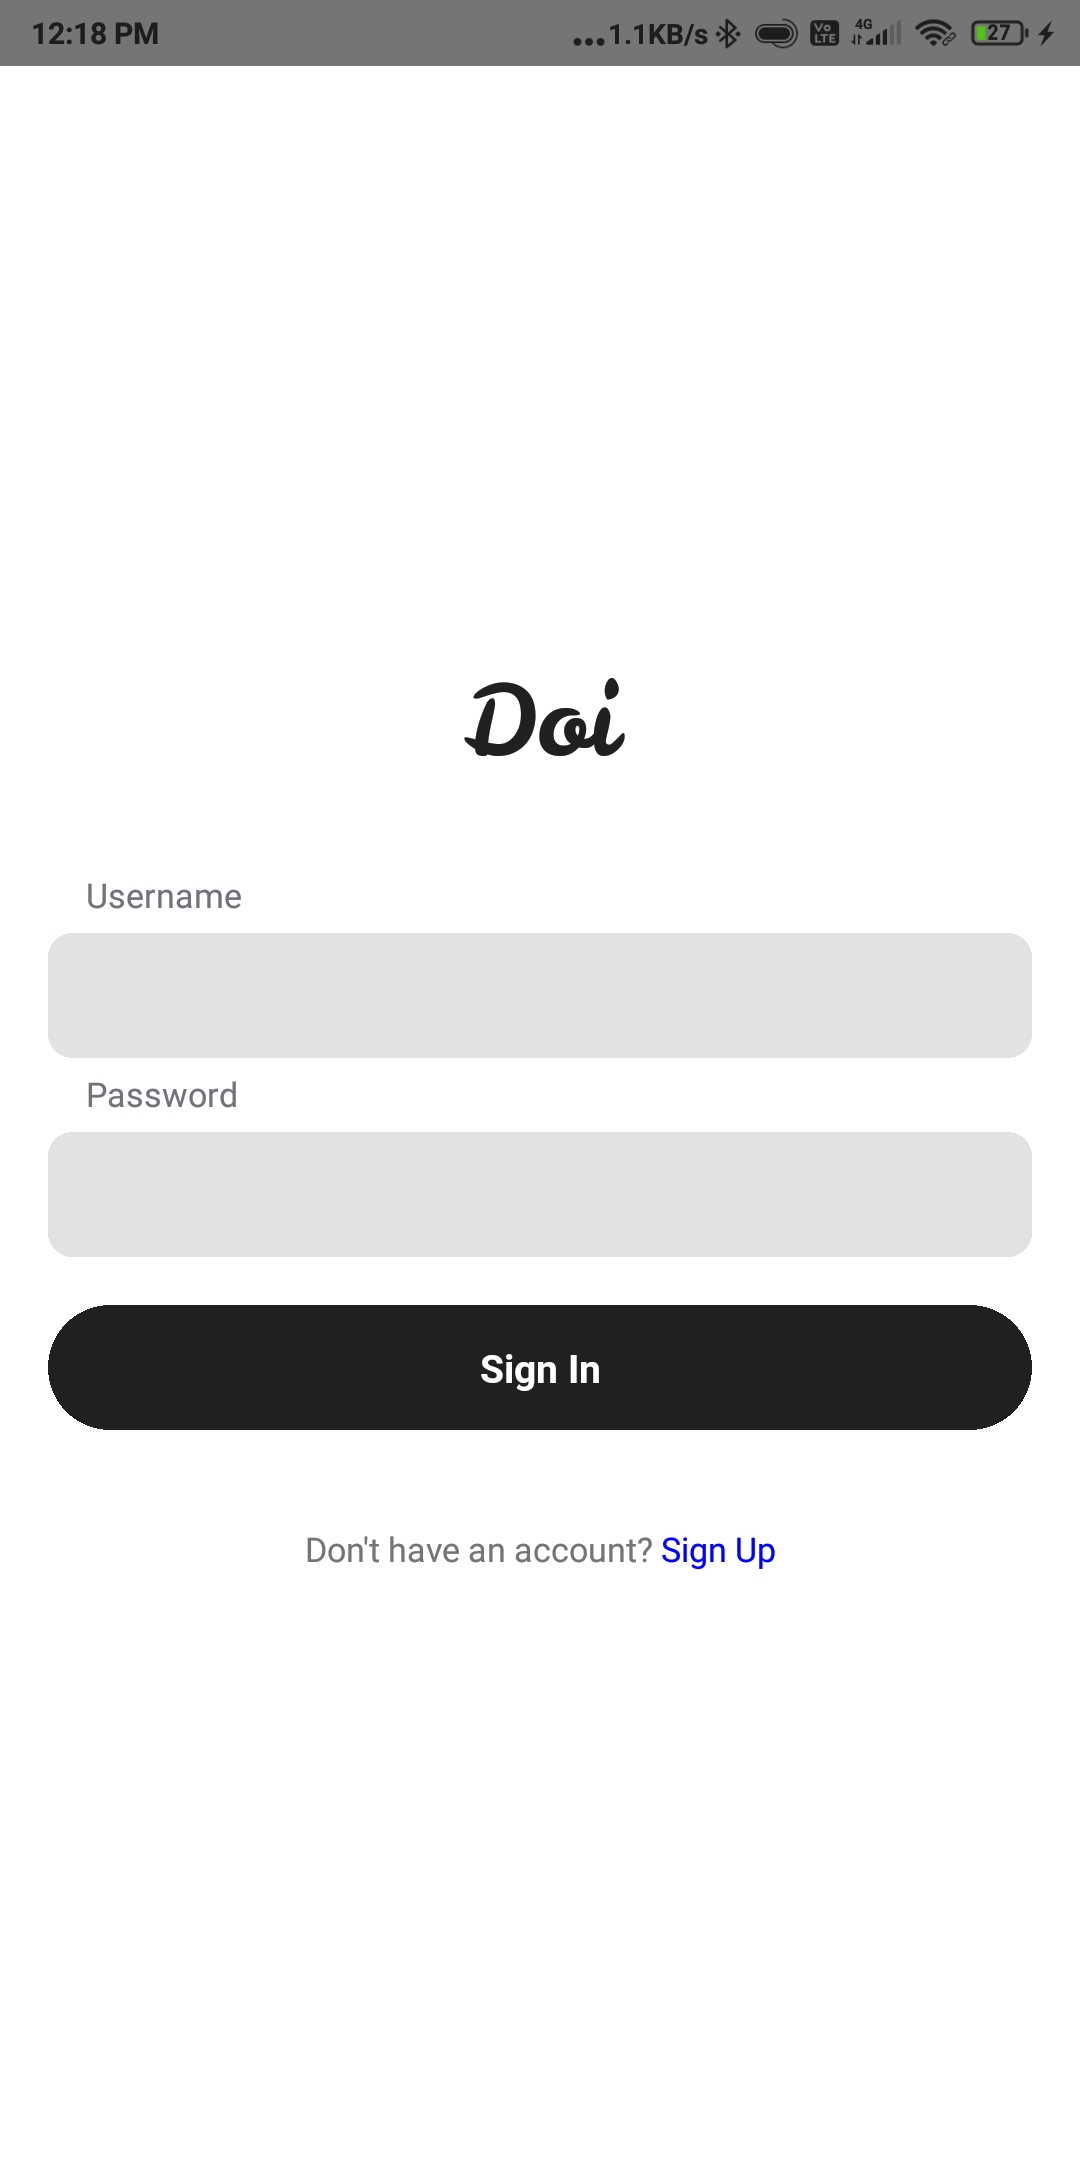 12:18 PM ...1.1KB/s Vo LTE 4G 27
Doi
Username
Password
Sign In
Don't have an account? Sign Up